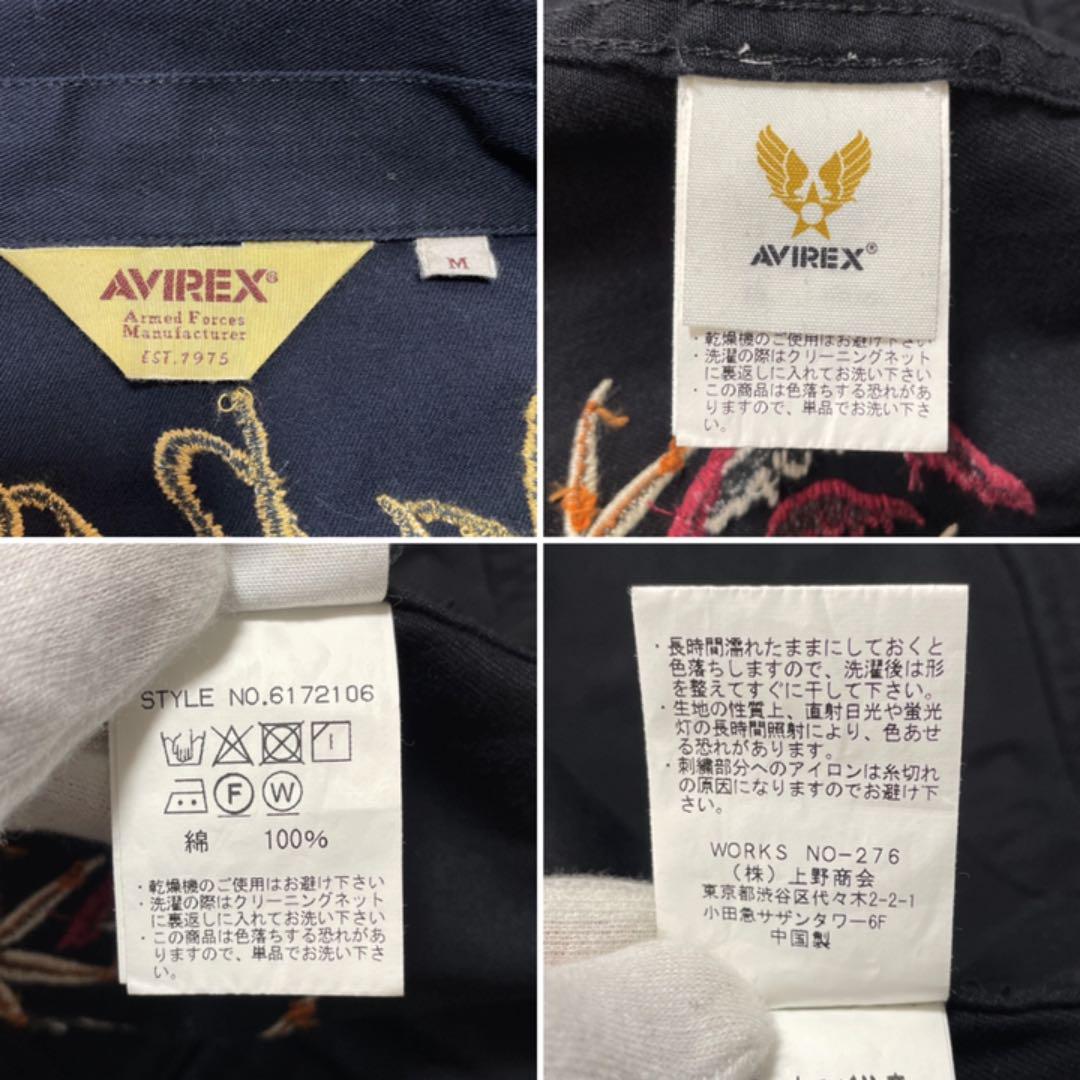 AVIREX®
Armed Forces
Manufacturer
EST. 1975
M
AVIREX®
・乾燥機のご使用はお避け下さい
・洗濯の際はクリーニングネット
に裏返しに入れてお洗い下さい
・この商品は色落ちする恐れがあ
りますので、単品でお洗い下さ
い。
STYLE NO.6172106
F W
綿 100%
・乾燥機のご使用はお避け下さい
・洗濯の際はクリーニングネット
に裏返しに入れてお洗い下さい
・この商品は色落ちする恐れがあ
りますので、単品でお洗い下さ
い。
・長時間濡れたままにしておくと
色落ちしますので、洗濯後は形
を整えてすぐに干して下さい。
・生地の性質上、直射日光や蛍光
灯の長時間照射により、色あせ
る恐れがあります。
・刺繍部分へのアイロンは糸切れ
の原因になりますのでお避け下
さい。
WORKS NO-276
(株)上野商会
東京都渋谷区代々木2-2-1
小田急サザンタワー6F
中国製